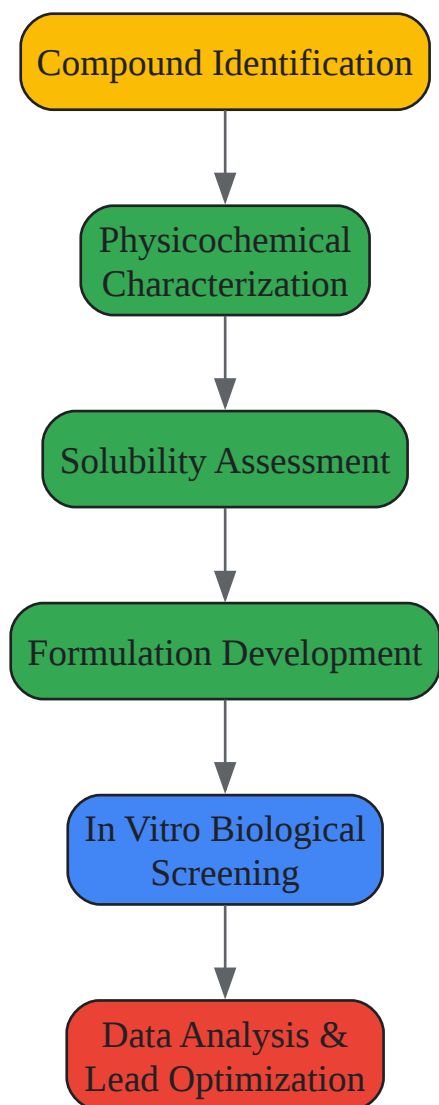 Compound Identification
Physicochemical
Characterization
Solubility Assessment
Formulation Development
In Vitro Biological
Screening
Data Analysis &
Lead Optimization